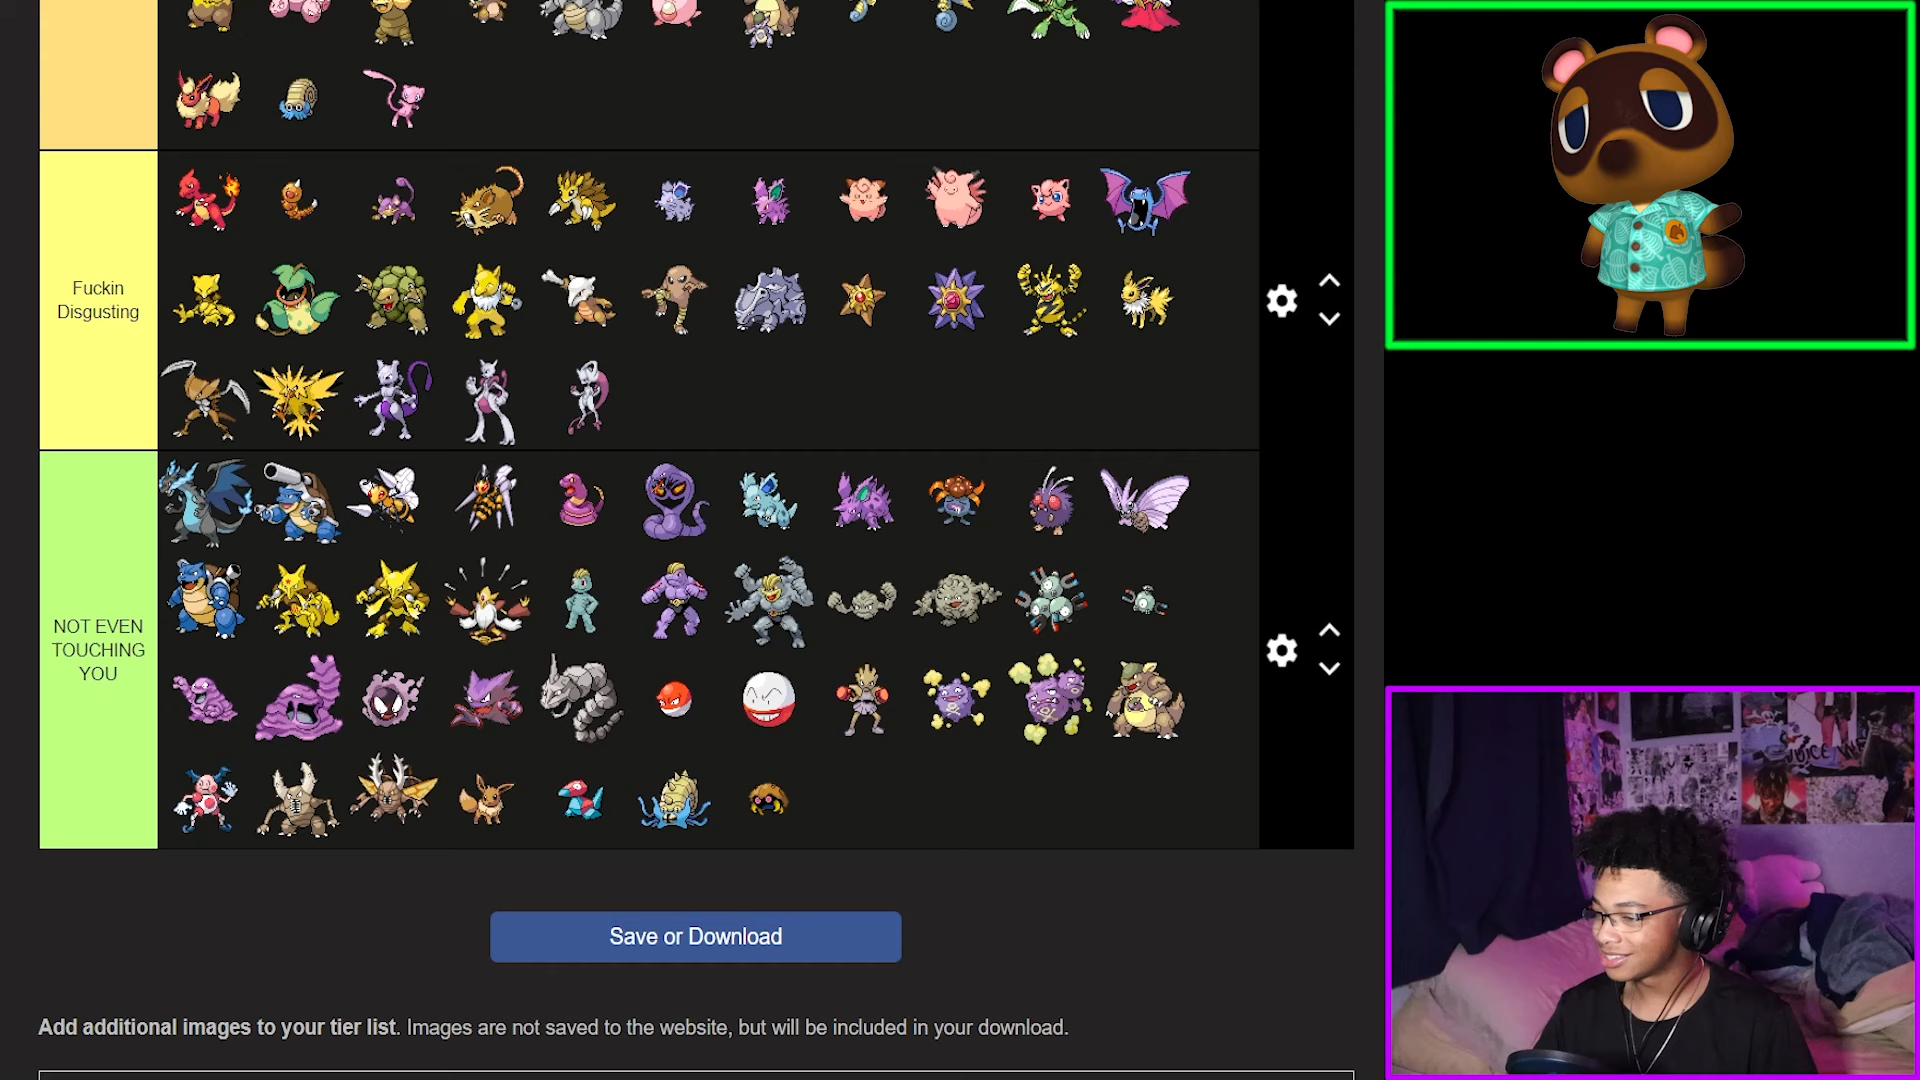 Fuckin
Disgusting
NOT EVEN
TOUCHING
YOU
Save or Download
Add additional images to your tier list. Images are not saved to the website, but will be included in your download.